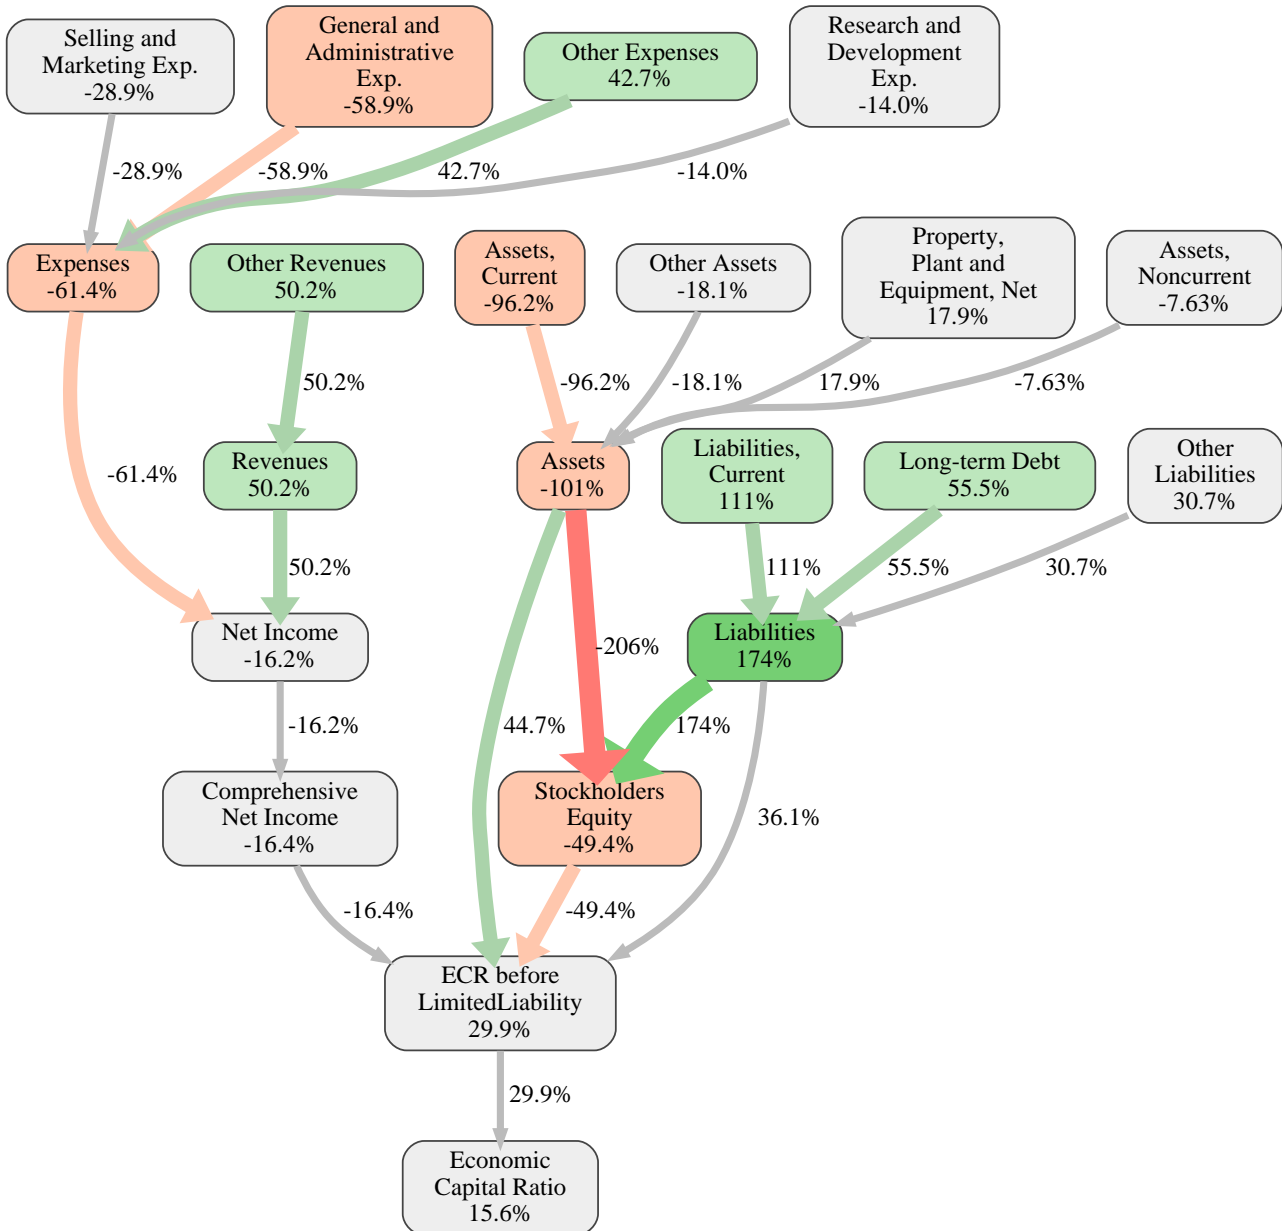 Selling and
Marketing Exp.
-28.9%
General and
Administrative
Exp.
-58.9%
Other Expenses
42.7%
Research and
Development
Exp.
-14.0%
-28.9%
-58.9%
42.7%
-14.0%
Expenses
-61.4%
Other Revenues
50.2%
Assets,
Current
-96.2%
Other Assets
-18.1%
Property,
Plant and
Equipment, Net
17.9%
Assets,
Noncurrent
-7.63%
50.2%
-96.2%
-18.1%
17.9%
-7.63%
-61.4%
Revenues
50.2%
Assets
-101%
Liabilities,
Current
111%
Long-term Debt
55.5%
Other
Liabilities
30.7%
50.2%
111%
55.5%
30.7%
Net Income
-16.2%
-206%
Liabilities
174%
-16.2%
44.7%
174%
Comprehensive
Net Income
-16.4%
Stockholders
Equity
-49.4%
36.1%
-16.4%
-49.4%
ECR before
LimitedLiability
29.9%
29.9%
Economic
Capital Ratio
15.6%